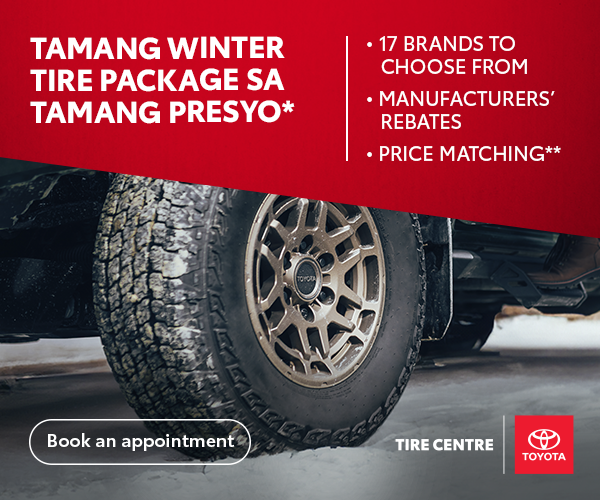 TAMANG WINTER
TIRE PACKAGE SA
TAMANG PRESYO*
• 17 BRANDS TO
CHOOSE FROM
• MANUFACTURERS’
REBATES
• PRICE MATCHING**
TOYOTA
Book an appointment
TIRE CENTRE
TOYOTA